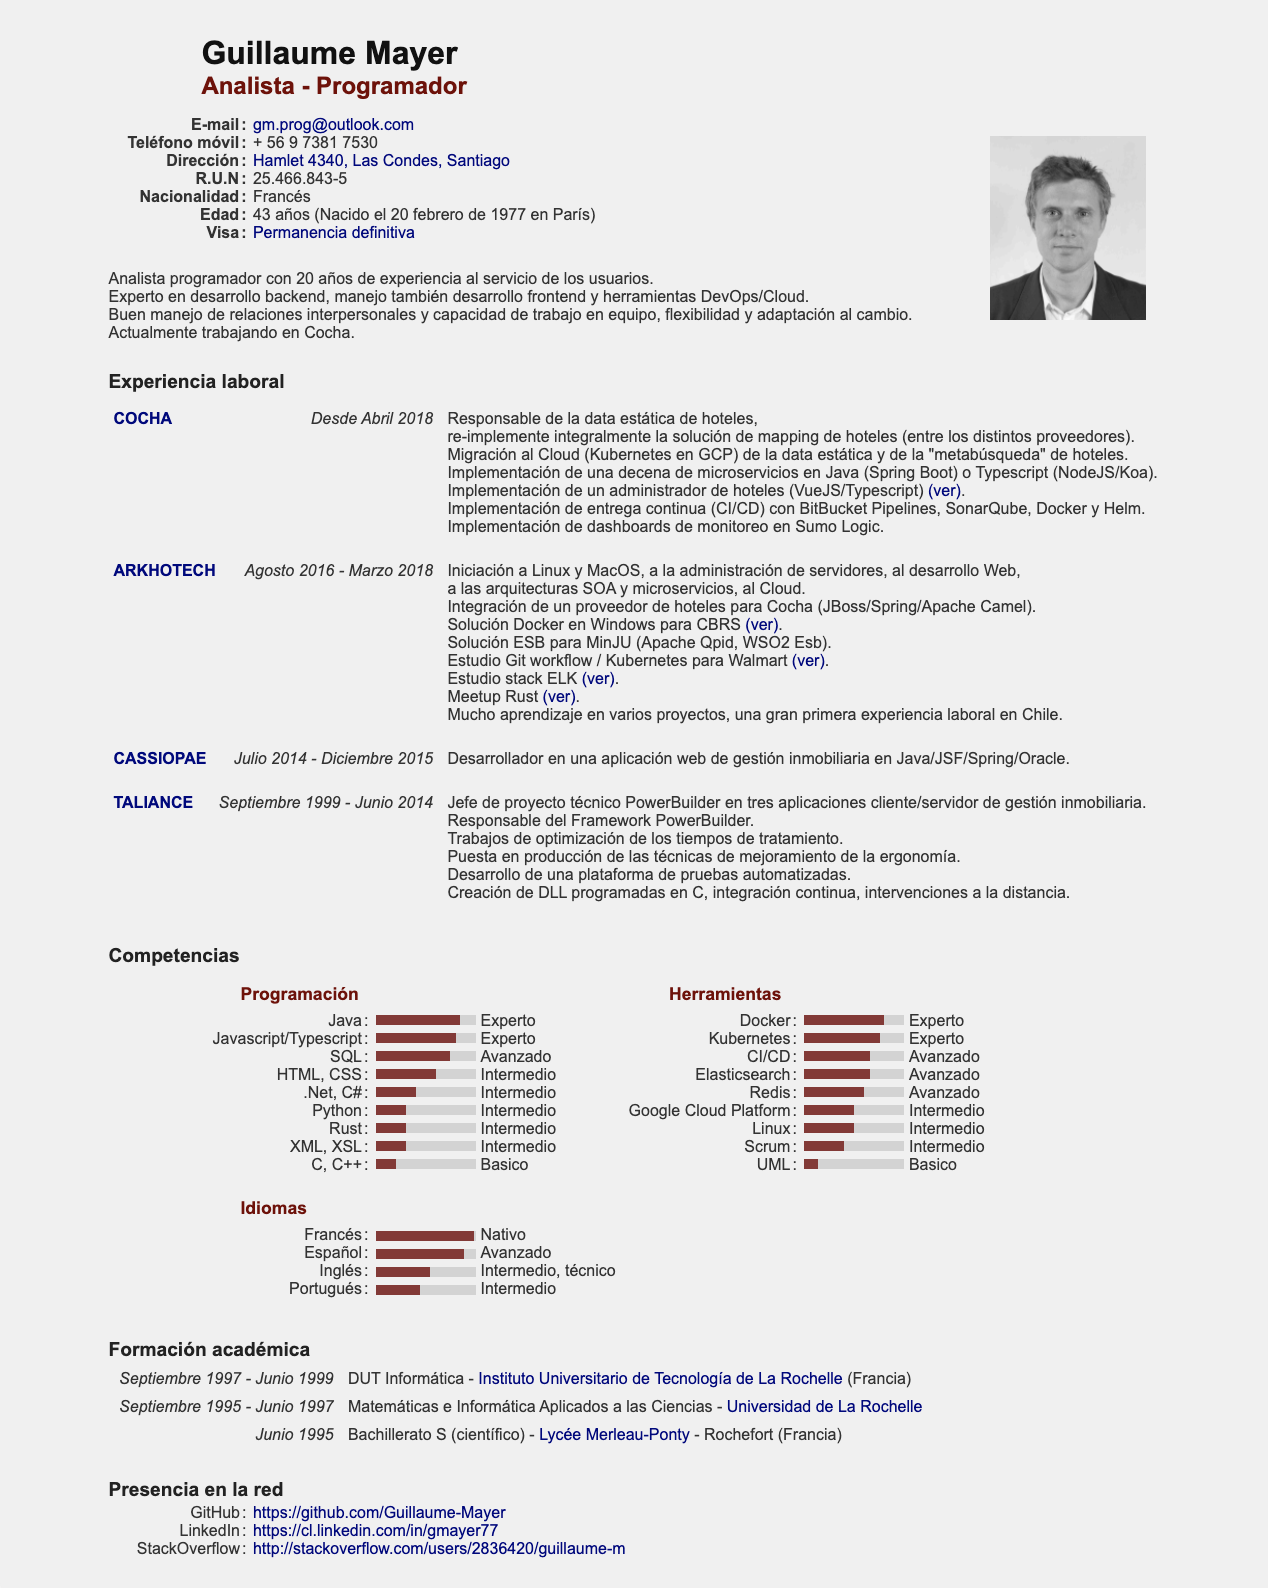 Guillaume Mayer
Analista - Programador
E-mail : gm.prog@outlook.com
Teléfono móvil : + 56 9 7381 7530
Dirección : Hamlet 4340, Las Condes, Santiago
R.U.N : 25.466.843-5
Nacionalidad : Francés
Edad : 43 años (Nacido el 20 febrero de 1977 en París)
Visa : Permanencia definitiva
Analista programador con 20 años de experiencia al servicio de los usuarios.
Experto en desarrollo backend, manejo también desarrollo frontend y herramientas DevOps/Cloud.
Buen manejo de relaciones interpersonales y capacidad de trabajo en equipo, flexibilidad y adaptación al cambio.
Actualmente trabajando en Cocha.
Experiencia laboral
COCHA Desde Abril 2018 Responsable de la data estática de hoteles,
re-implemente integralmente la solución de mapping de hoteles (entre los distintos proveedores).
Migración al Cloud (Kubernetes en GCP) de la data estática y de la "metabúsqueda" de hoteles.
Implementación de una decena de microservicios en Java (Spring Boot) o Typescript (NodeJS/Koa).
Implementación de un administrador de hoteles (VueJS/Typescript) (ver).
Implementación de entrega continua (CI/CD) con BitBucket Pipelines, SonarQube, Docker y Helm.
Implementación de dashboards de monitoreo en Sumo Logic.
ARKHOTECH Agosto 2016 - Marzo 2018 Iniciación a Linux y MacOS, a la administración de servidores, al desarrollo Web,
a las arquitecturas SOA y microservicios, al Cloud.
Integración de un proveedor de hoteles para Cocha (JBoss/Spring/Apache Camel).
Solución Docker en Windows para CBRS (ver).
Solución ESB para MinJU (Apache Qpid, WSO2 Esb).
Estudio Git workflow / Kubernetes para Walmart (ver).
Estudio stack ELK (ver).
Meetup Rust (ver).
Mucho aprendizaje en varios proyectos, una gran primera experiencia laboral en Chile.
CASSIOPAE Julio 2014 - Diciembre 2015 Desarrollador en una aplicación web de gestión inmobiliaria en Java/JSF/Spring/Oracle.
TALIANCE Septiembre 1999 - Junio 2014 Jefe de proyecto técnico PowerBuilder en tres aplicaciones cliente/servidor de gestión inmobiliaria.
Responsable del Framework PowerBuilder.
Trabajos de optimización de los tiempos de tratamiento.
Puesta en producción de las técnicas de mejoramiento de la ergonomía.
Desarrollo de una plataforma de pruebas automatizadas.
Creación de DLL programadas en C, integración continua, intervenciones a la distancia.
Competencias
Programación
Java : Experto
Javascript/Typescript : Experto
SQL : Avanzado
HTML, CSS : Intermedio
.Net, C# : Intermedio
Python : Intermedio
Rust : Intermedio
XML, XSL : Intermedio
C, C++ : Basico
Herramientas
Docker : Experto
Kubernetes : Experto
CI/CD : Avanzado
Elasticsearch : Avanzado
Redis : Avanzado
Google Cloud Platform : Intermedio
Linux : Intermedio
Scrum : Intermedio
UML : Basico
Idiomas
Francés : Nativo
Español : Avanzado
Inglés : Intermedio, técnico
Portugués : Intermedio
Formación académica
Septiembre 1997 - Junio 1999 DUT Informática - Instituto Universitario de Tecnología de La Rochelle (Francia)
Septiembre 1995 - Junio 1997 Matemáticas e Informática Aplicados a las Ciencias - Universidad de La Rochelle
Junio 1995 Bachillerato S (científico) - Lycée Merleau-Ponty - Rochefort (Francia)
Presencia en la red
GitHub : https://github.com/Guillaume-Mayer
LinkedIn : https://cl.linkedin.com/in/gmayer77
StackOverflow : http://stackoverflow.com/users/2836420/guillaume-m